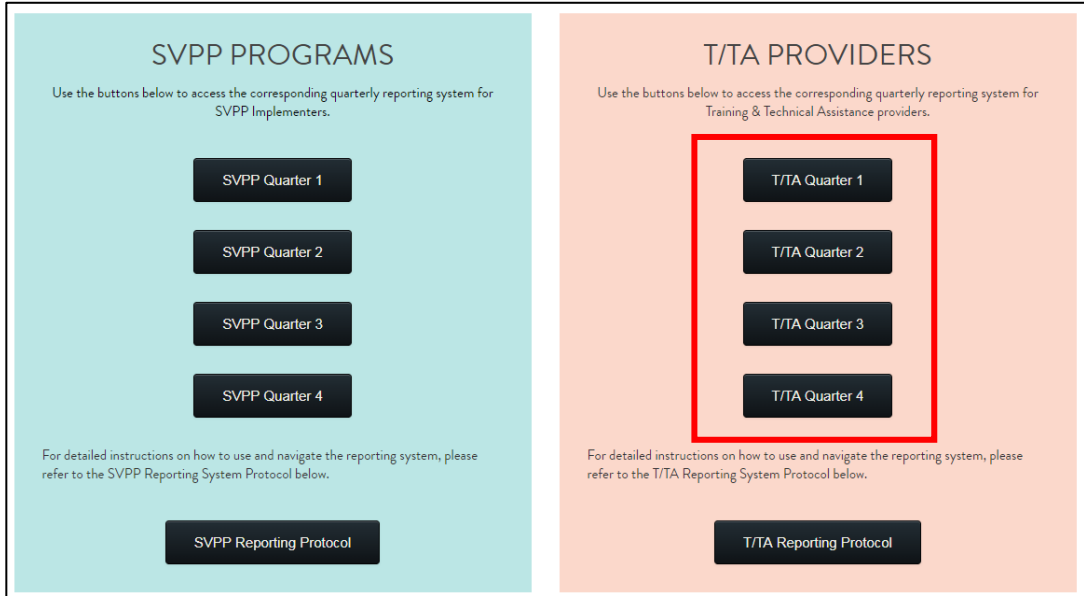 SVPP PROGRAMS
Use the buttons below to access the corresponding quarterly reporting system for
SVPP Implementers.
SVPP Quarter 1
SVPP Quarter 2
SVPP Quarter 3
SVPP Quarter 4
For detailed instructions on how to use and navigate the reporting system, please
refer to the SVPP Reporting System Protocol below.
SVPP Reporting Protocol
T/TA PROVIDERS
Use the buttons below to access the corresponding quarterly reporting system for
Training & Technical Assistance providers.
T/TA Quarter 1
T/TA Quarter 2
T/TA Quarter 3
T/TA Quarter 4
For detailed instructions on how to use and navigate the reporting system, please
refer to the T/TA Reporting System Protocol below.
T/TA Reporting Protocol